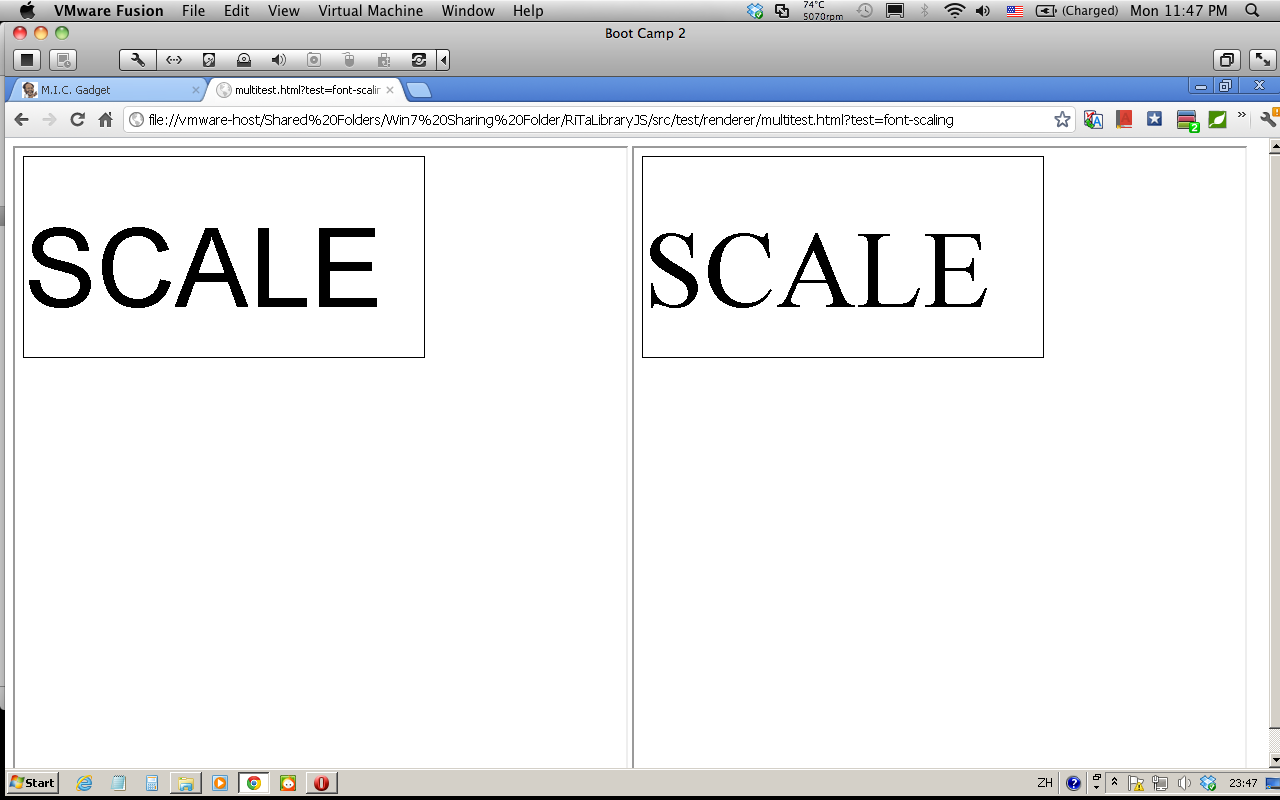 VMware Fusion File Edit View Virtual Machine Window Help 74°C 5070rpm (Charged) Mon 11:47 PM
Boot Camp 2
M.I.C. Gadget multitest.html?test=font-scalin
file://vmware-host/Shared%20Folders/Win7%20Sharing%20Folder/RiTaLibraryJS/src/test/renderer/multitest.html?test=font-scaling 2
SCALE SCALE
Start ZH 23:47